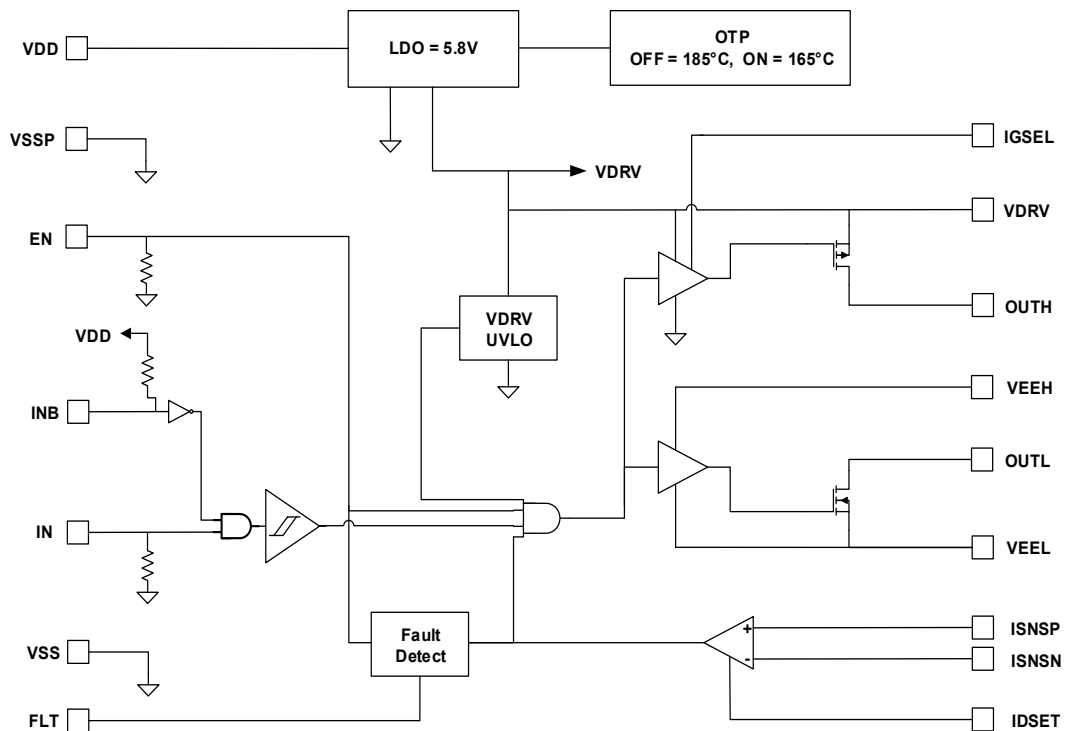 VDD
LDO = 5.8V
OTP
OFF = 185°C, ON = 165°C
VSSP
IGSEL
VDRV
VDRV
EN
OUTH
VDRV
UVLO
VDD
VEEH
INB
OUTL
IN
VEEL
Fault
Detect
+
ISNSP
-
ISNSN
VSS
FLT
IDSET